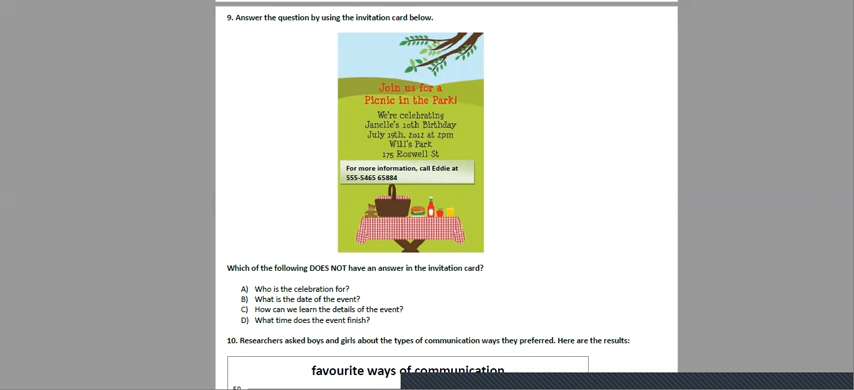 9. Answer the question by using the invitation card below.
Join us for a
Picnic in the Park!
We're celebrating
Janelle's 10th Birthday
July 19th, 2012 at 2pm
Will's Park
175 Roswell St
For more information, call Eddie at
555-5465 65884
Which of the following DOES NOT have an answer in the invitation card?
A) Who is the celebration for?
B) What is the date of the event?
C) How can we learn the details of the event?
D) What time does the event finish?
10. Researchers asked boys and girls about the types of communication ways they preferred. Here are the results:
favourite ways of communication